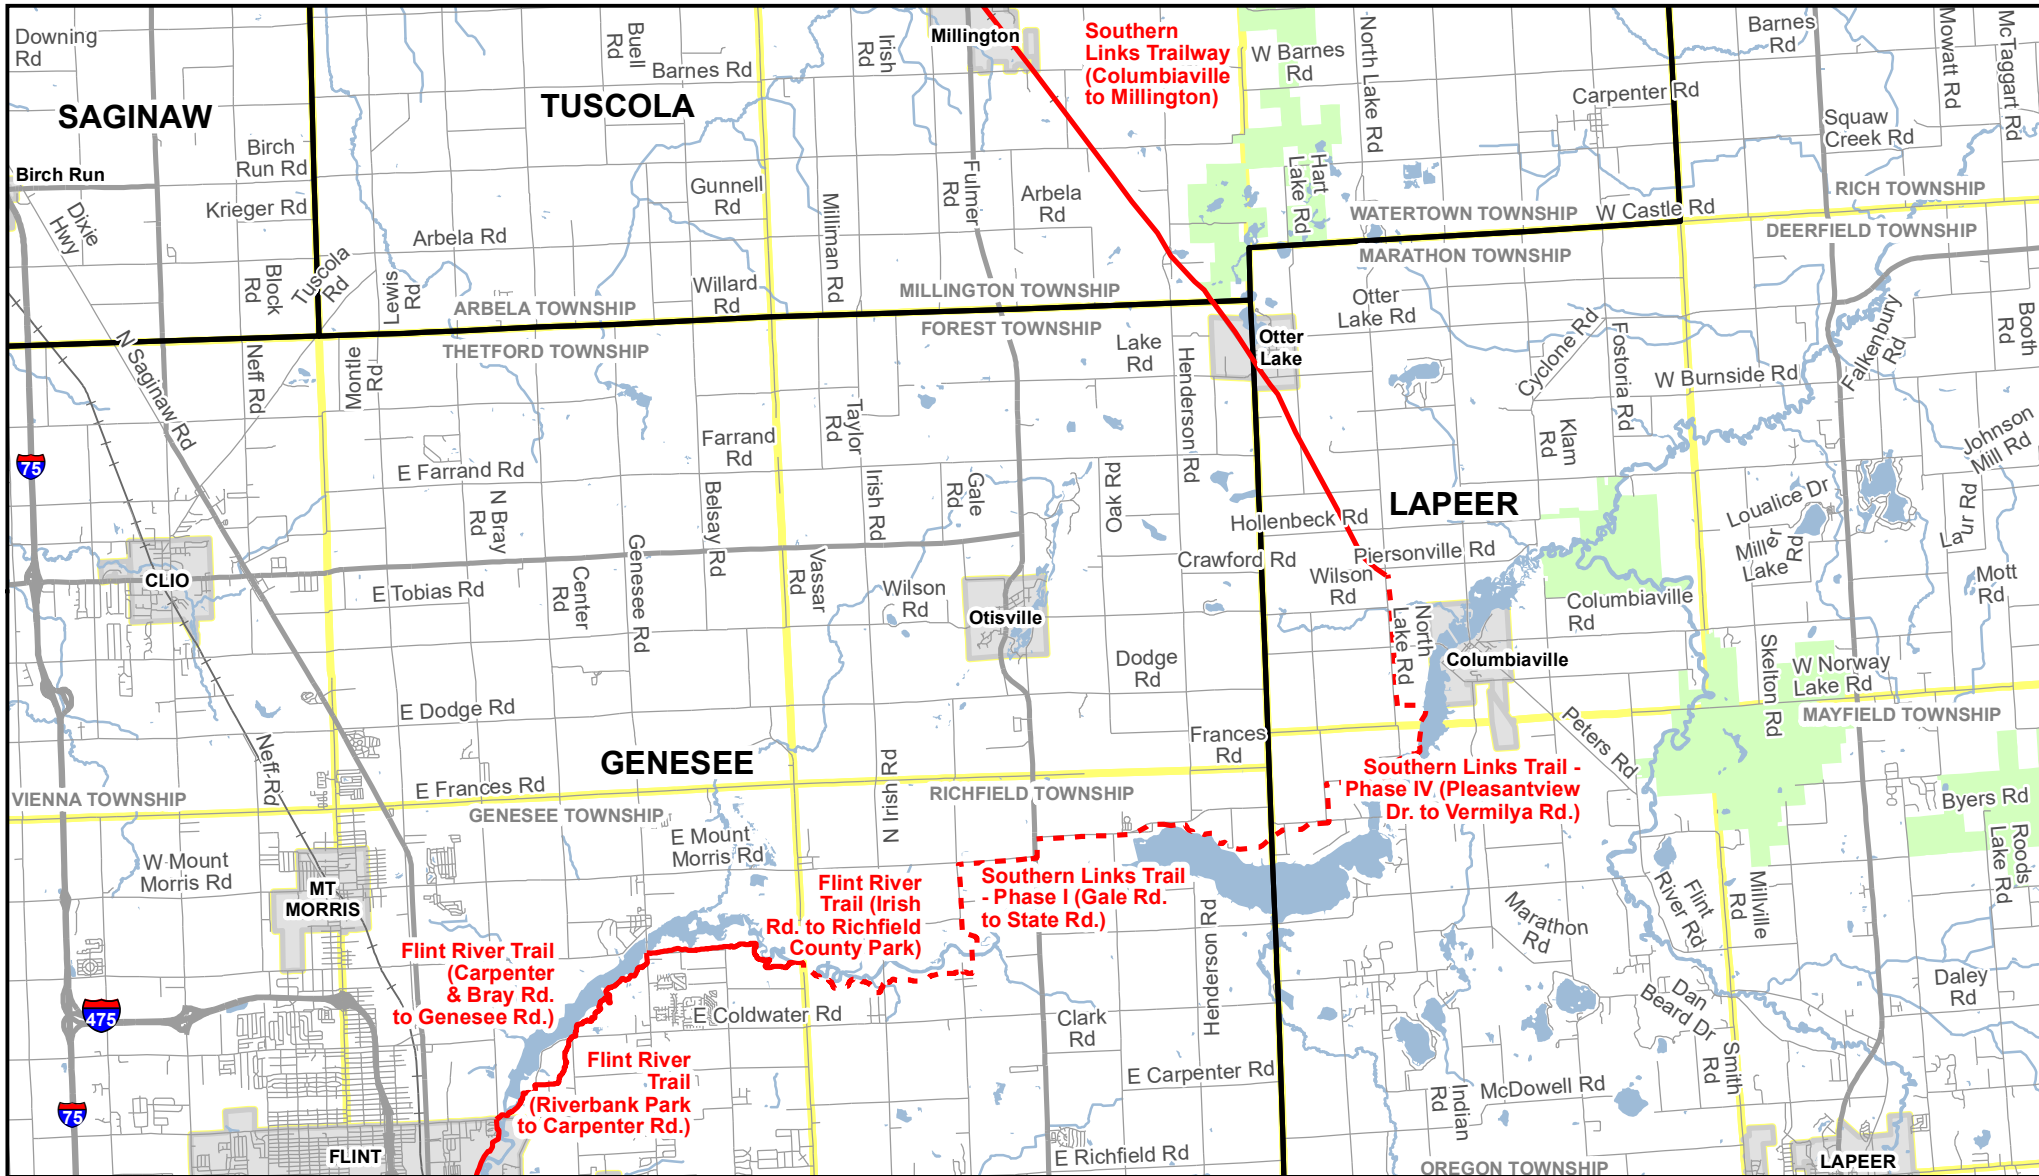 Downing
Rd
SAGINAW
Birch Run
Birch
Run Rd
Krieger Rd
Dixie
Hwy
Block
Rd
Tuscola
Rd
TUSCOLA
Buell
Rd
Barnes Rd
Irish
Rd
Millington
Southern
Links Trailway
(Columbiaville
to Millington)
W Barnes
Rd
North Lake Rd
Barnes
Rd
Mowatt Rd
McTaggart Rd
Carpenter Rd
Squaw
Creek Rd
Gunnell
Rd
Milliman Rd
Fulmer
Rd
Arbela
Rd
Hart
Lake Rd
RICH TOWNSHIP
WATERTOWN TOWNSHIP
W Castle Rd
DEERFIELD TOWNSHIP
MARATHON TOWNSHIP
Arbela Rd
Lewis
Rd
Willard
Rd
ARBELA TOWNSHIP
MILLINGTON TOWNSHIP
FOREST TOWNSHIP
THETFORD TOWNSHIP
Otter
Lake Rd
Otter
Lake
Lake
Rd
Henderson Rd
Cyclone Rd
Fostoria Rd
W Burnside Rd
Falkenbury
Rd
Booth
Rd
N Saginaw Rd
Neff Rd
Montle
Rd
75
Taylor
Rd
Farrand
Rd
E Farrand Rd
N Bray
Rd
Belsay Rd
Irish Rd
Gale
Rd
Oak Rd
Klam
Rd
Johnson
Mill Rd
LAPEER
Loualice Dr
Miller
Lake Rd
Laur Rd
Hollenbeck Rd
Crawford Rd
Piersonville Rd
Wilson
Rd
CLIO
E Tobias Rd
Center
Rd
Genesee Rd
Vassar
Rd
Wilson
Rd
Otisville
Mott
Rd
Columbiaville
Rd
North
Lake Rd
Columbiaville
Dodge
Rd
Skelton Rd
W Norway
Lake Rd
MAYFIELD TOWNSHIP
E Dodge Rd
Peters Rd
Frances
Rd
Neff Rd
GENESEE
N Irish Rd
E Frances Rd
VIENNA TOWNSHIP
GENESEE TOWNSHIP
RICHFIELD TOWNSHIP
Southern Links Trail -
Phase IV (Pleasantview
Dr. to Vermilya Rd.)
Byers Rd
Roods
Lake Rd
W Mount
Morris Rd
E Mount
Morris Rd
MT
MORRIS
Flint River
Trail (Irish
Rd. to Richfield
County Park)
Southern Links Trail
- Phase I (Gale Rd.
to State Rd.)
Henderson Rd
Marathon
Rd
Flint
River Rd
Millville
Rd
Flint River Trail
(Carpenter
& Bray Rd.
to Genesee Rd.)
Daley
Rd
Dan
Beard Dr
475
E Coldwater Rd
Clark
Rd
Flint River
Trail
(Riverbank Park
to Carpenter Rd.)
E Carpenter Rd
Indian
Rd
McDowell Rd
Smith
Rd
75
FLINT
E Richfield Rd
OREGON TOWNSHIP
LAPEER